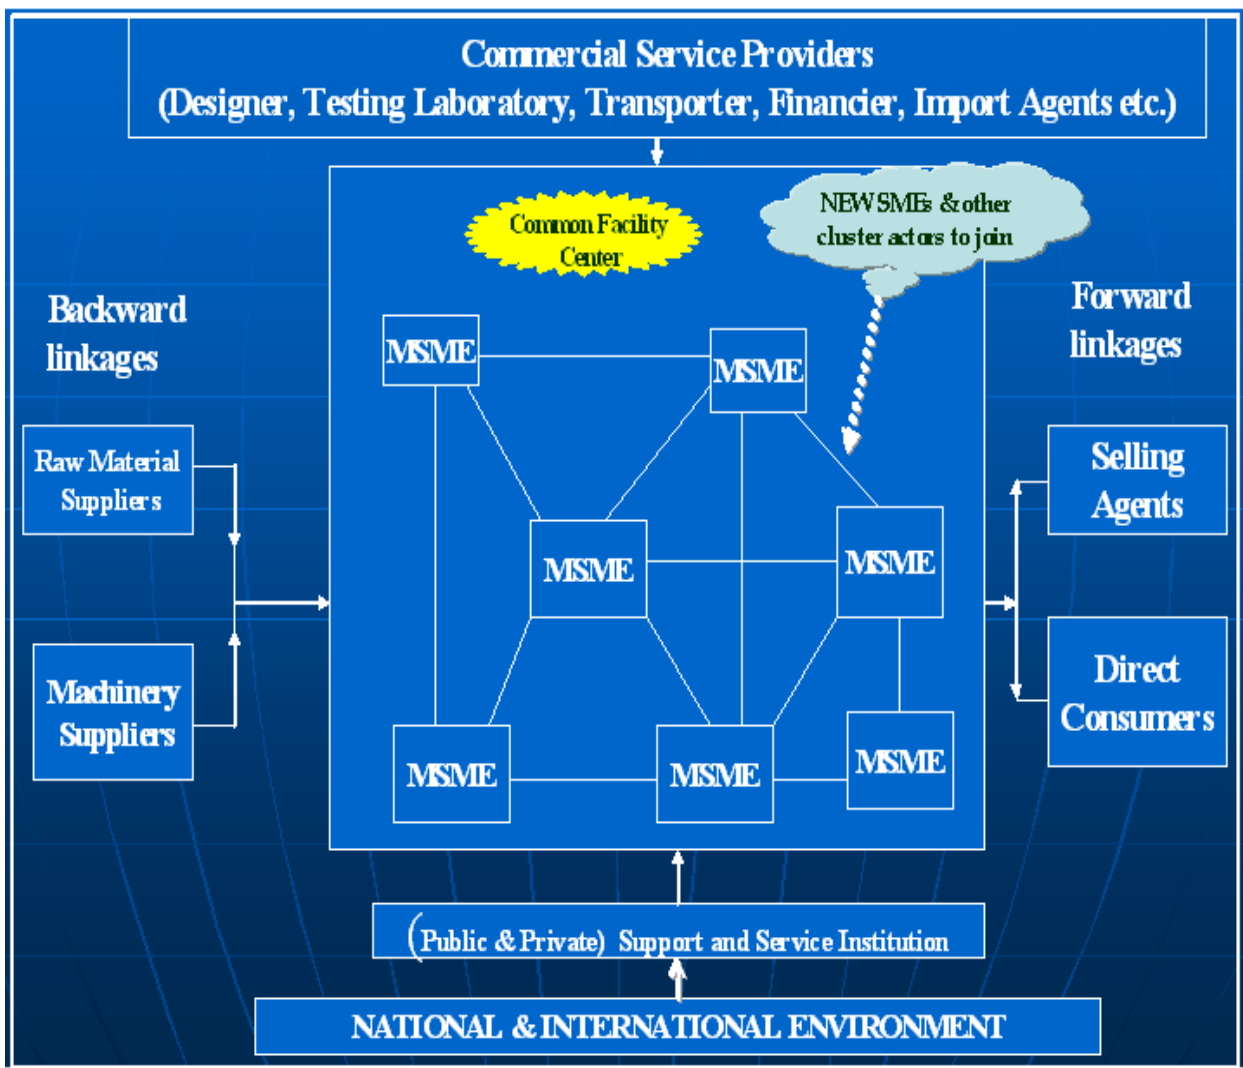 Commercial Service Providers
(Designer, Testing Laboratory, Transporter, Financier, Import Agents etc.)
Common Facility
Center
NEW SMEs & other
cluster actors to join
Backward
linkages
Forward
linkages
MSME
MSME
Raw Material
Suppliers
Selling
Agents
MSME
MSME
Machinery
Suppliers
Direct
Consumers
MSME
MSME
MSME
(Public & Private) Support and Service Institution
NATIONAL & INTERNATIONAL ENVIRONMENT